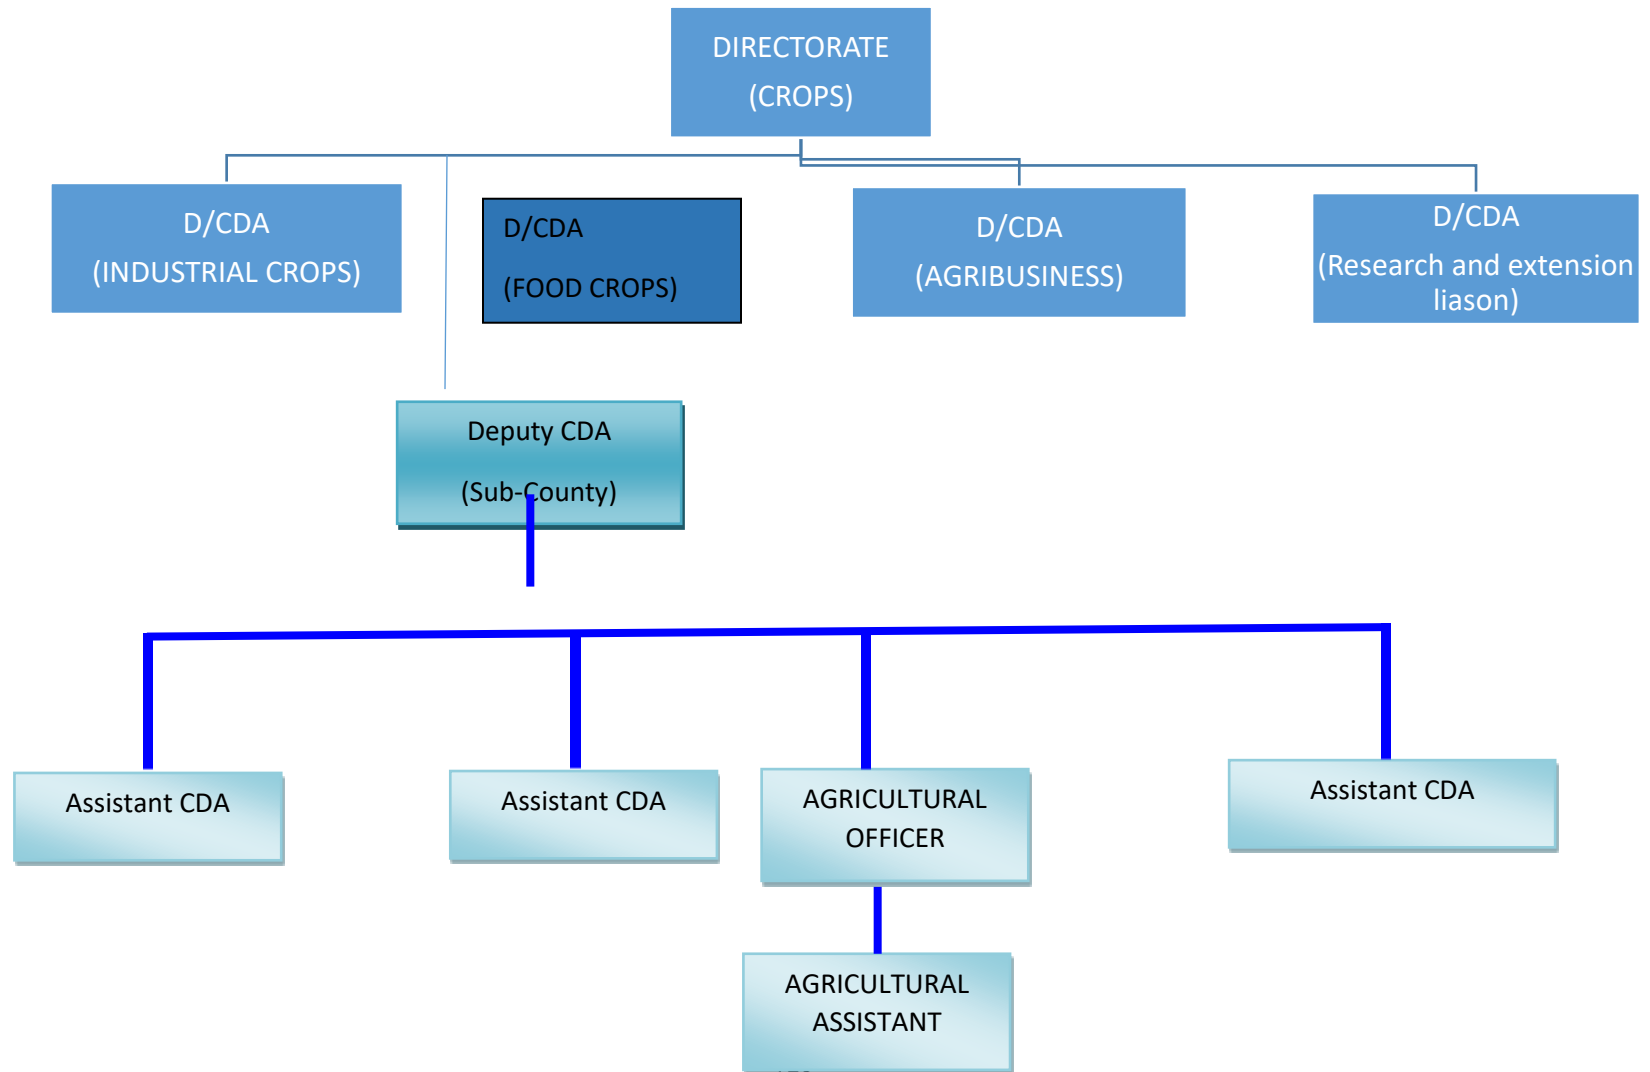 DIRECTORATE
(CROPS)
D/CDA
(INDUSTRIAL CROPS)
D/CDA
(FOOD CROPS)
D/CDA
(AGRIBUSINESS)
D/CDA
(Research and extension
liason)
Deputy CDA
(Sub-County)
Assistant CDA
Assistant CDA
AGRICULTURAL
OFFICER
Assistant CDA
AGRICULTURAL
ASSISTANT